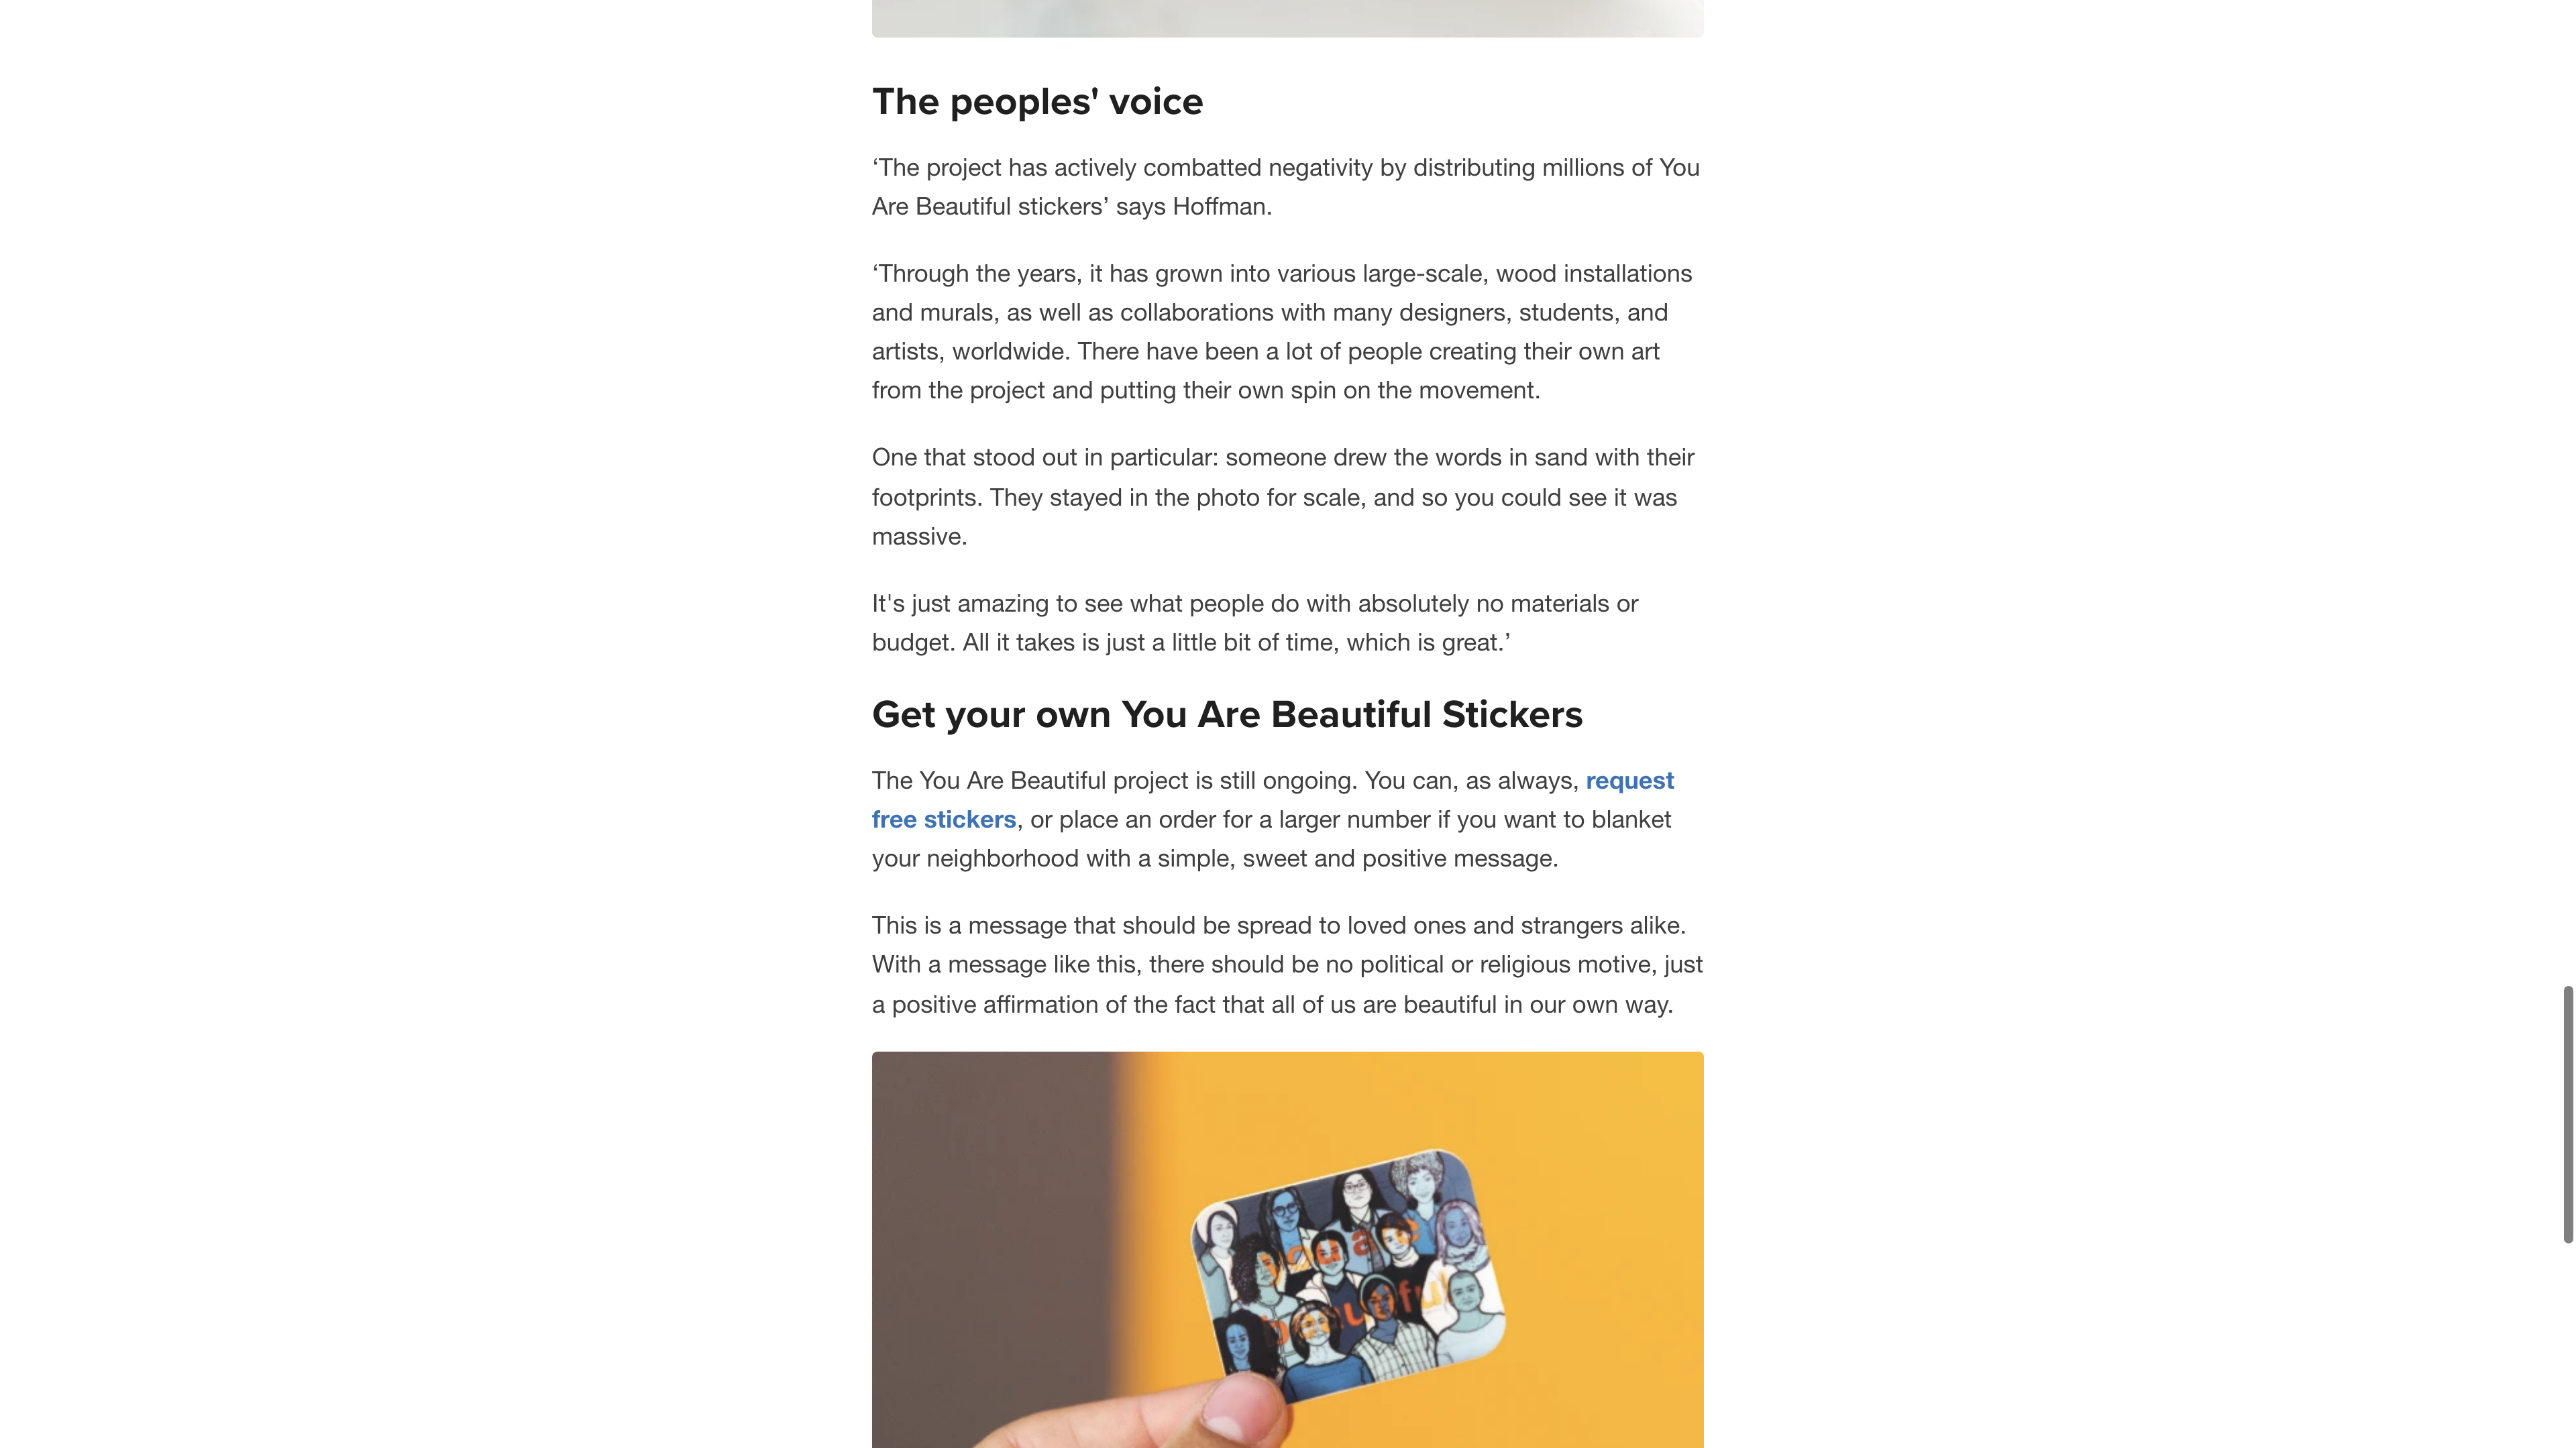 The peoples' voice
‘The project has actively combatted negativity by distributing millions of You
Are Beautiful stickers’ says Hoffman.
‘Through the years, it has grown into various large-scale, wood installations
and murals, as well as collaborations with many designers, students, and
artists, worldwide. There have been a lot of people creating their own art
from the project and putting their own spin on the movement.
One that stood out in particular: someone drew the words in sand with their
footprints. They stayed in the photo for scale, and so you could see it was
massive.
It's just amazing to see what people do with absolutely no materials or
budget. All it takes is just a little bit of time, which is great.’
Get your own You Are Beautiful Stickers
The You Are Beautiful project is still ongoing. You can, as always, request
free stickers, or place an order for a larger number if you want to blanket
your neighborhood with a simple, sweet and positive message.
This is a message that should be spread to loved ones and strangers alike.
With a message like this, there should be no political or religious motive, just
a positive affirmation of the fact that all of us are beautiful in our own way.
you are
beautiful